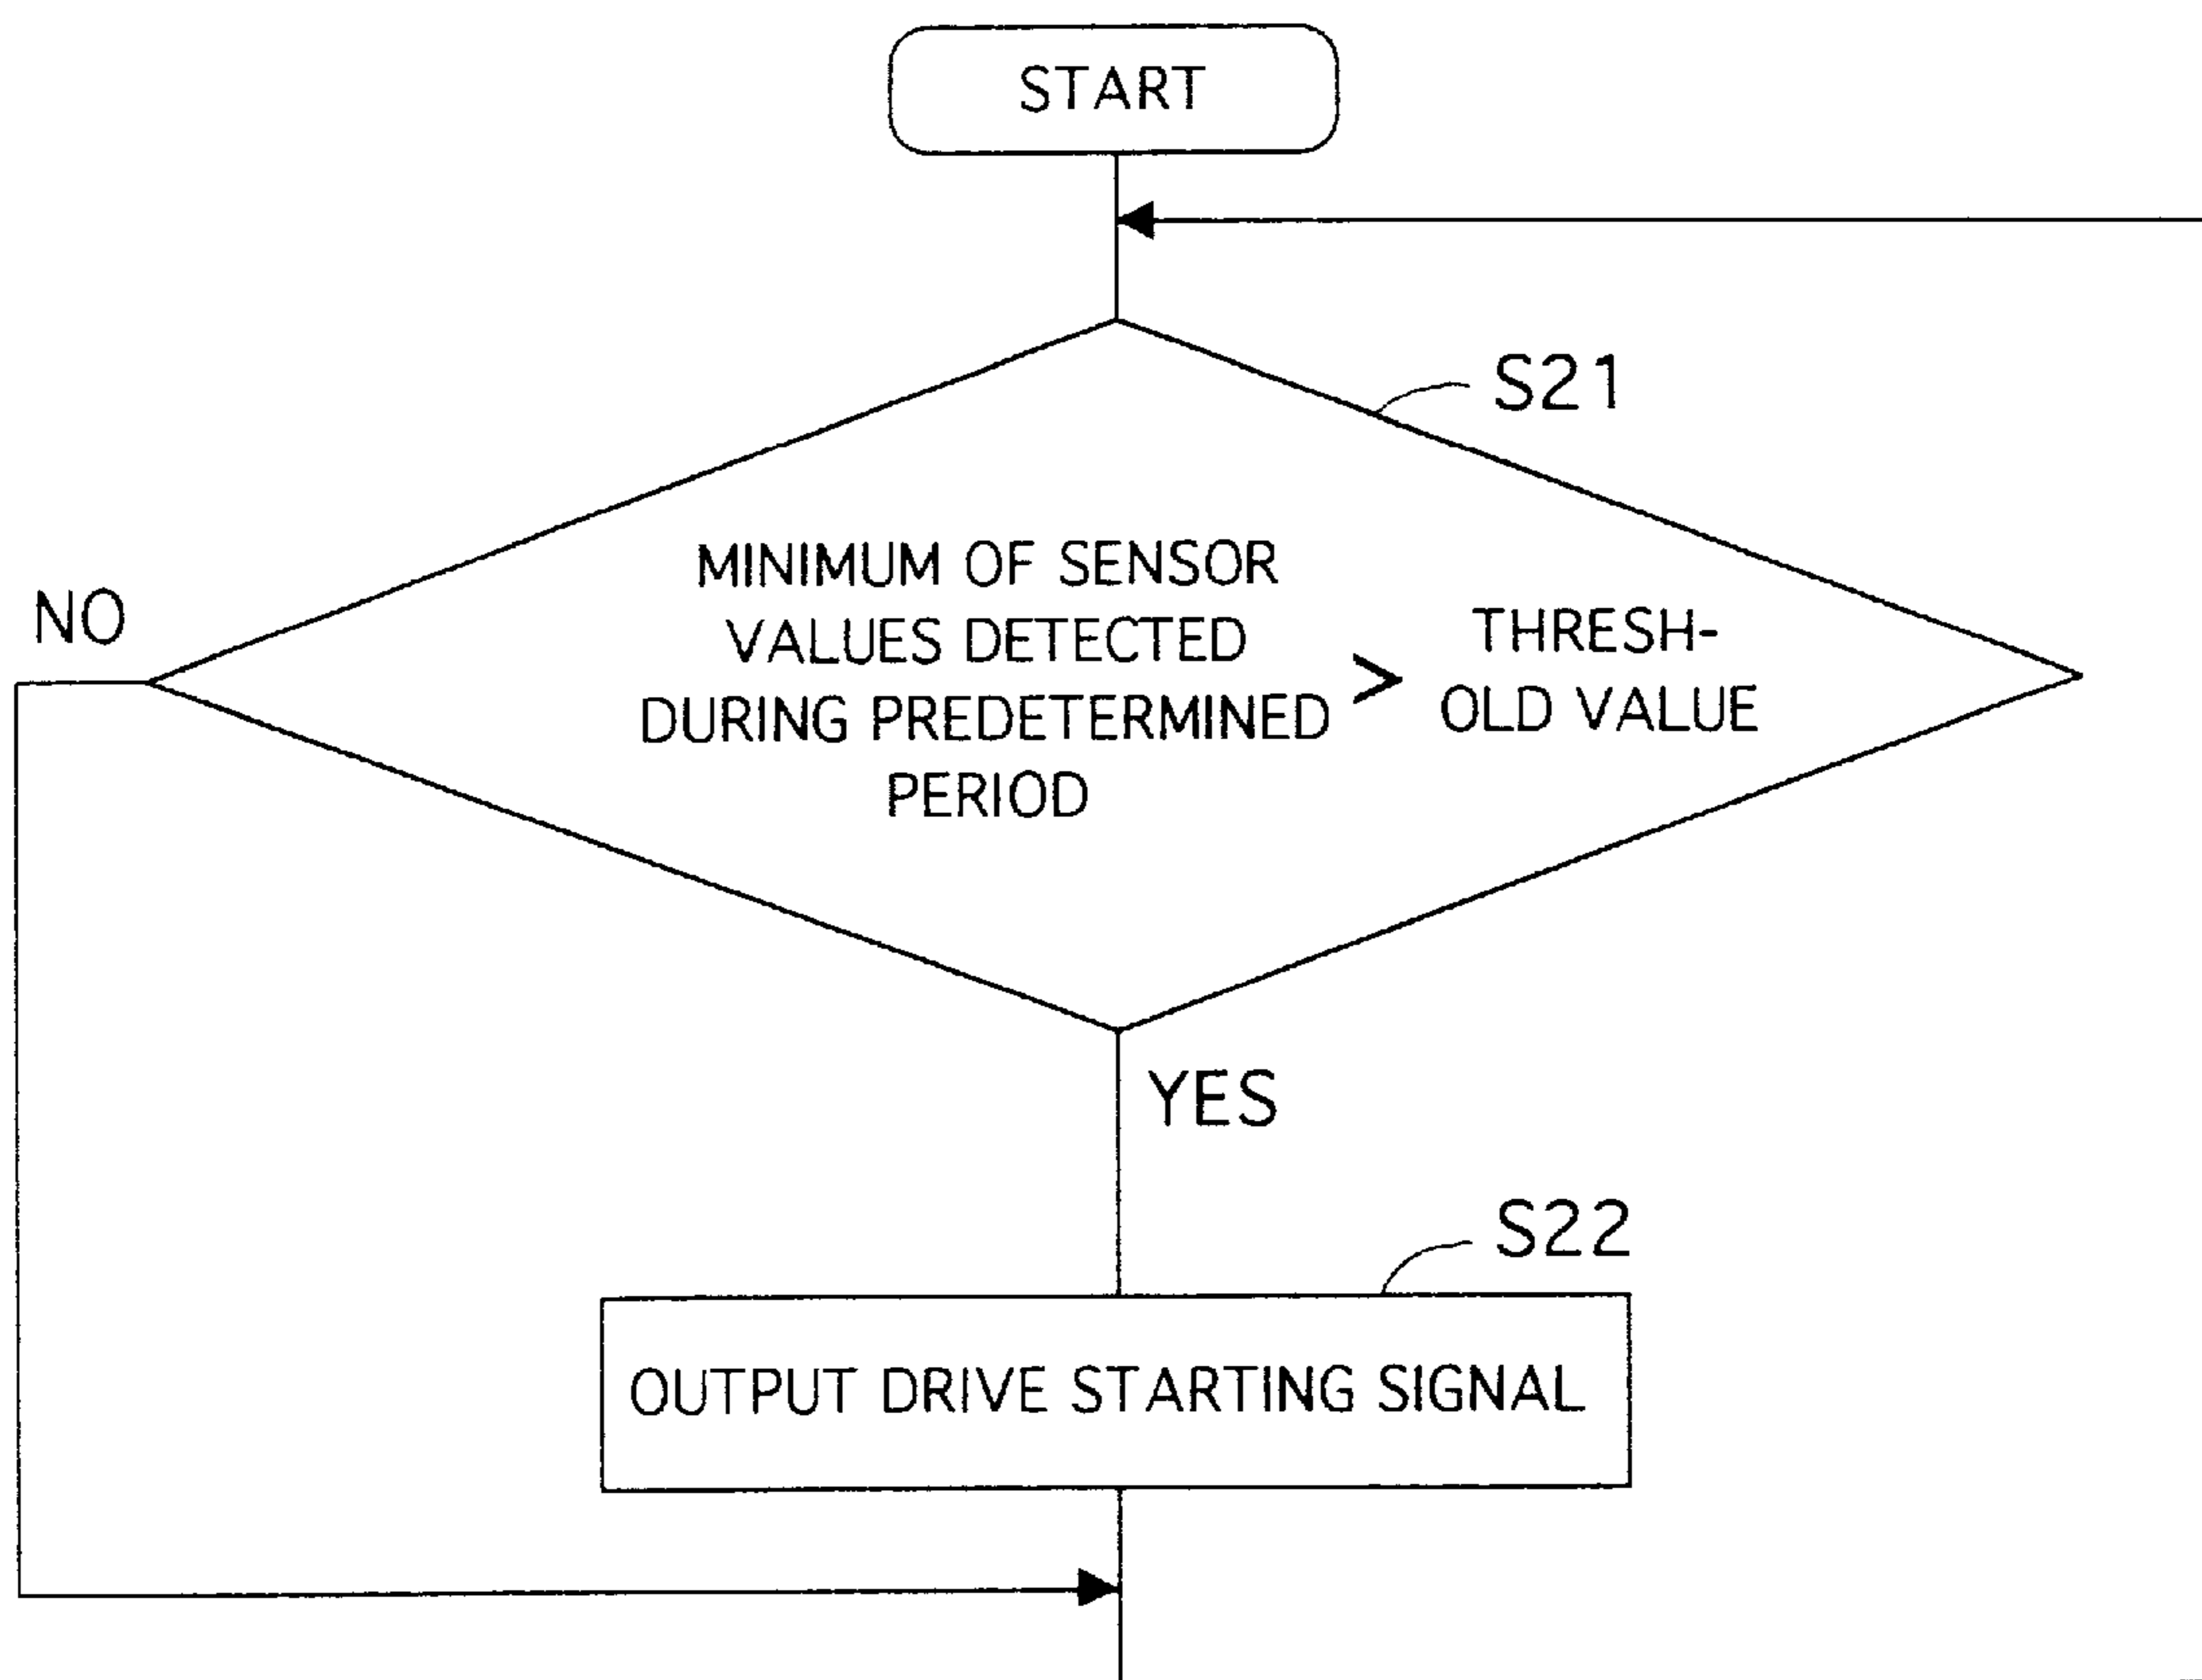 START
S21
MINIMUM OF SENSOR
VALUES DETECTED
DURING PREDETERMINED
PERIOD
>
THRESH-
OLD VALUE
NO
YES
S22
OUTPUT DRIVE STARTING SIGNAL